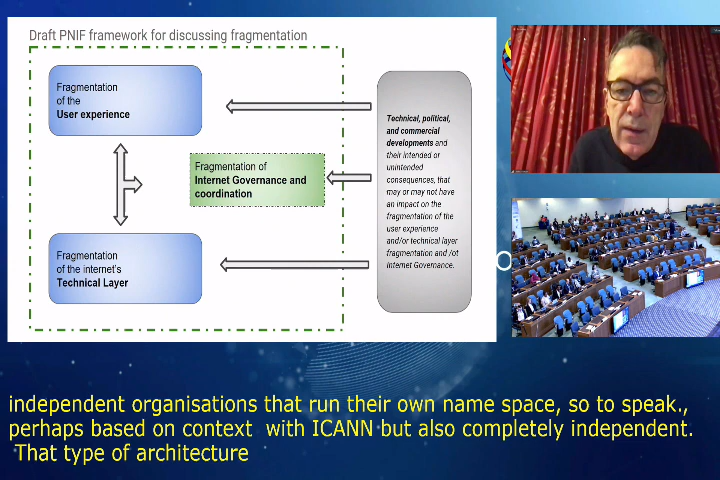 Draft PNIF framework for discussing fragmentation
Fragmentation
of the
User experience
Fragmentation of
Internet Governance and
coordination
Fragmentation
of the internet's
Technical Layer
Technical, political,
and commercial
developments and
their intended or
unintended
consequences, that
may or may not have
an impact on the
fragmentation of the
user experience
and/or technical layer
fragmentation and /ot
Internet Governance.
independent organisations that run their own name space, so to speak.,
perhaps based on context with ICANN but also completely independent.
That type of architecture